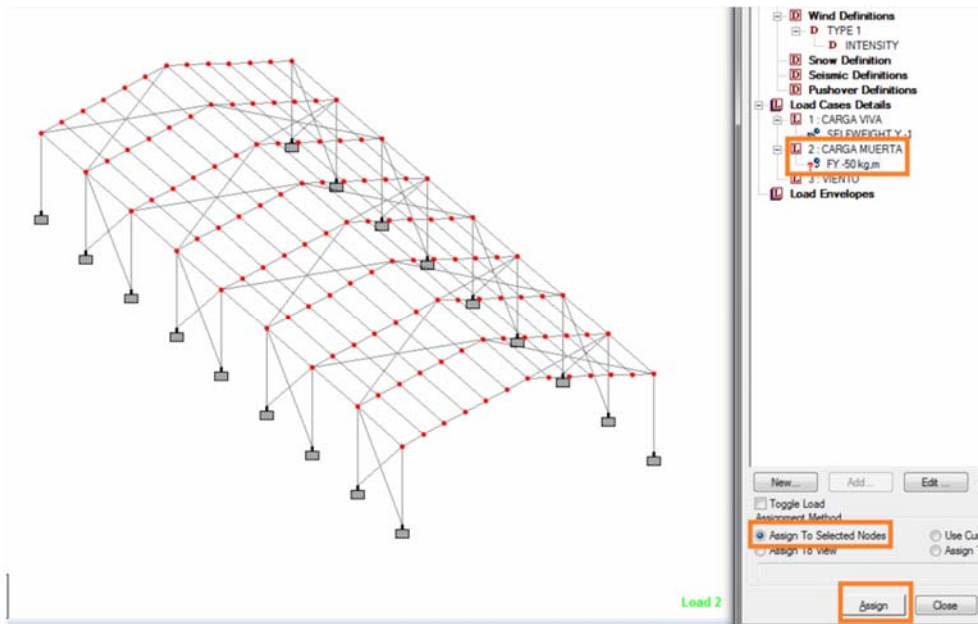 Wind Definitions
TYPE 1
INTENSITY
Snow Definition
Seismic Definitions
Pushover Definitions
Load Cases Details
1 : CARGA VIVA
SELFWEIGHT Y -1
2 : CARGA MUERTA
FY -50 kg,m
3 : VIENTO
Load Envelopes
New... Add... Edit ...
Toggle Load
Assignment Method
Assign To Selected Nodes Use Cu
Assign To View Assign
Load 2
Assign Close